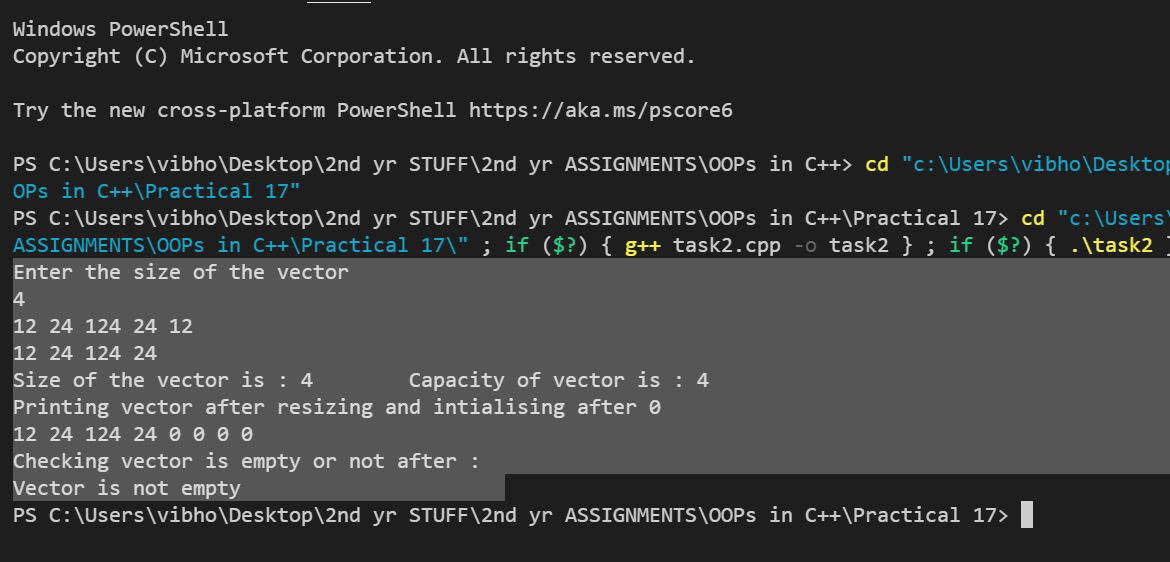 Windows PowerShell
Copyright (C) Microsoft Corporation. All rights reserved.
Try the new cross-platform PowerShell https://aka.ms/pscore6
PS C:\Users\vibho\Desktop\2nd yr STUFF\2nd yr ASSIGNMENTS\OOPs in C++> cd "c:\Users\vibho\Desktop
OPs in C++\Practical 17"
PS C:\Users\vibho\Desktop\2nd yr STUFF\2nd yr ASSIGNMENTS\OOPs in C++\Practical 17> cd "c:\Users\
ASSIGNMENTS\OOPs in C++\Practical 17\" ; if ($?) { g++ task2.cpp -o task2 } ; if ($?) { .\task2 }
Enter the size of the vector
4
12 24 124 24 12
12 24 124 24
Size of the vector is : 4        Capacity of vector is : 4
Printing vector after resizing and intialising after 0
12 24 124 24 0 0 0 0
Checking vector is empty or not after :
Vector is not empty
PS C:\Users\vibho\Desktop\2nd yr STUFF\2nd yr ASSIGNMENTS\OOPs in C++\Practical 17>